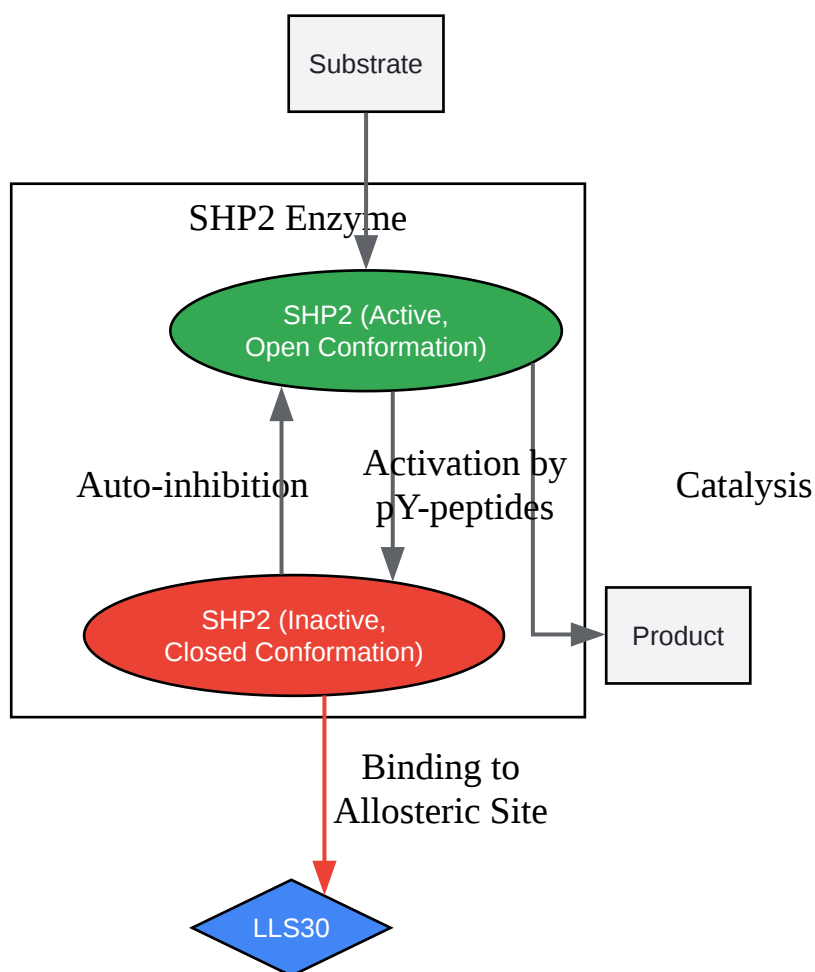 Substrate
SHP2 Enzyme
SHP2 (Active,
Open Conformation)
Auto-inhibition
Activation by
pY-peptides
Catalysis
SHP2 (Inactive,
Closed Conformation)
Product
Binding to
Allosteric Site
LLS30